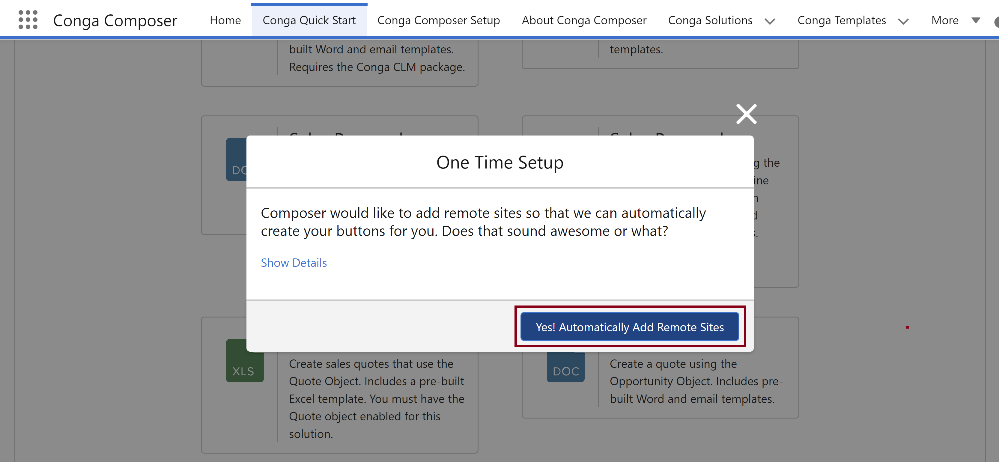 Conga Composer
Home
Conga Quick Start
Conga Composer Setup
About Conga Composer
Conga Solutions
Conga Templates
More
built Word and email templates.
Requires the Conga CLM package.
templates.
One Time Setup
Composer would like to add remote sites so that we can automatically
create your buttons for you. Does that sound awesome or what?
Show Details
Yes! Automatically Add Remote Sites
g the
ine
XLS
Create sales quotes that use the
Quote Object. Includes a pre-built
Excel template. You must have the
Quote object enabled for this
solution.
DOC
Create a quote using the
Opportunity Object. Includes pre-
built Word and email templates.